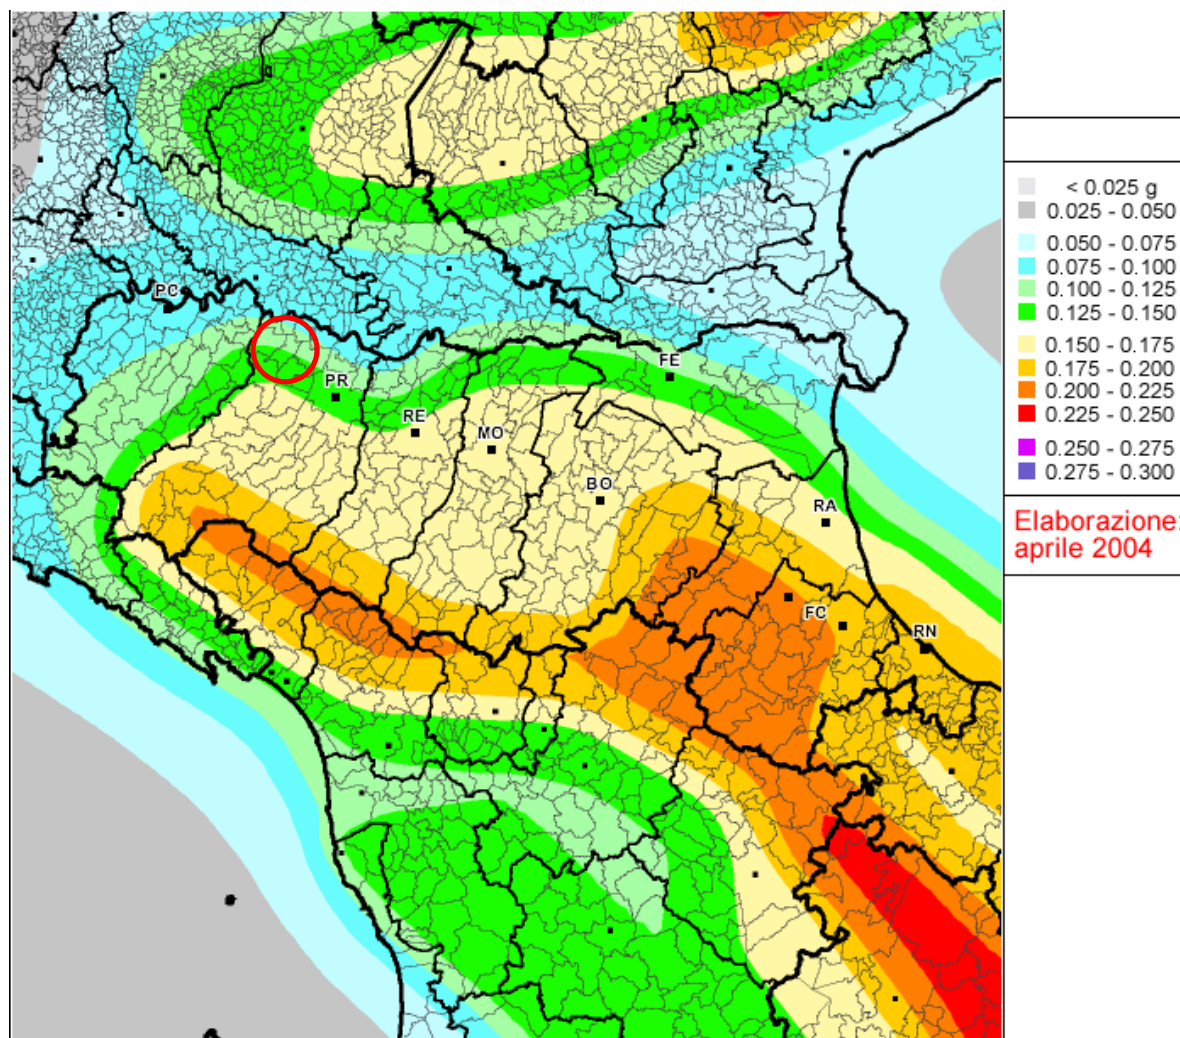 < 0.025 g
0.025 - 0.050
0.050 - 0.075
0.075 - 0.100
0.100 - 0.125
0.125 - 0.150
0.150 - 0.175
0.175 - 0.200
0.200 - 0.225
0.225 - 0.250
0.250 - 0.275
0.275 - 0.300
Elaborazione:
aprile 2004
PC
PR
RE
MO
FE
BO
RA
FC
RN